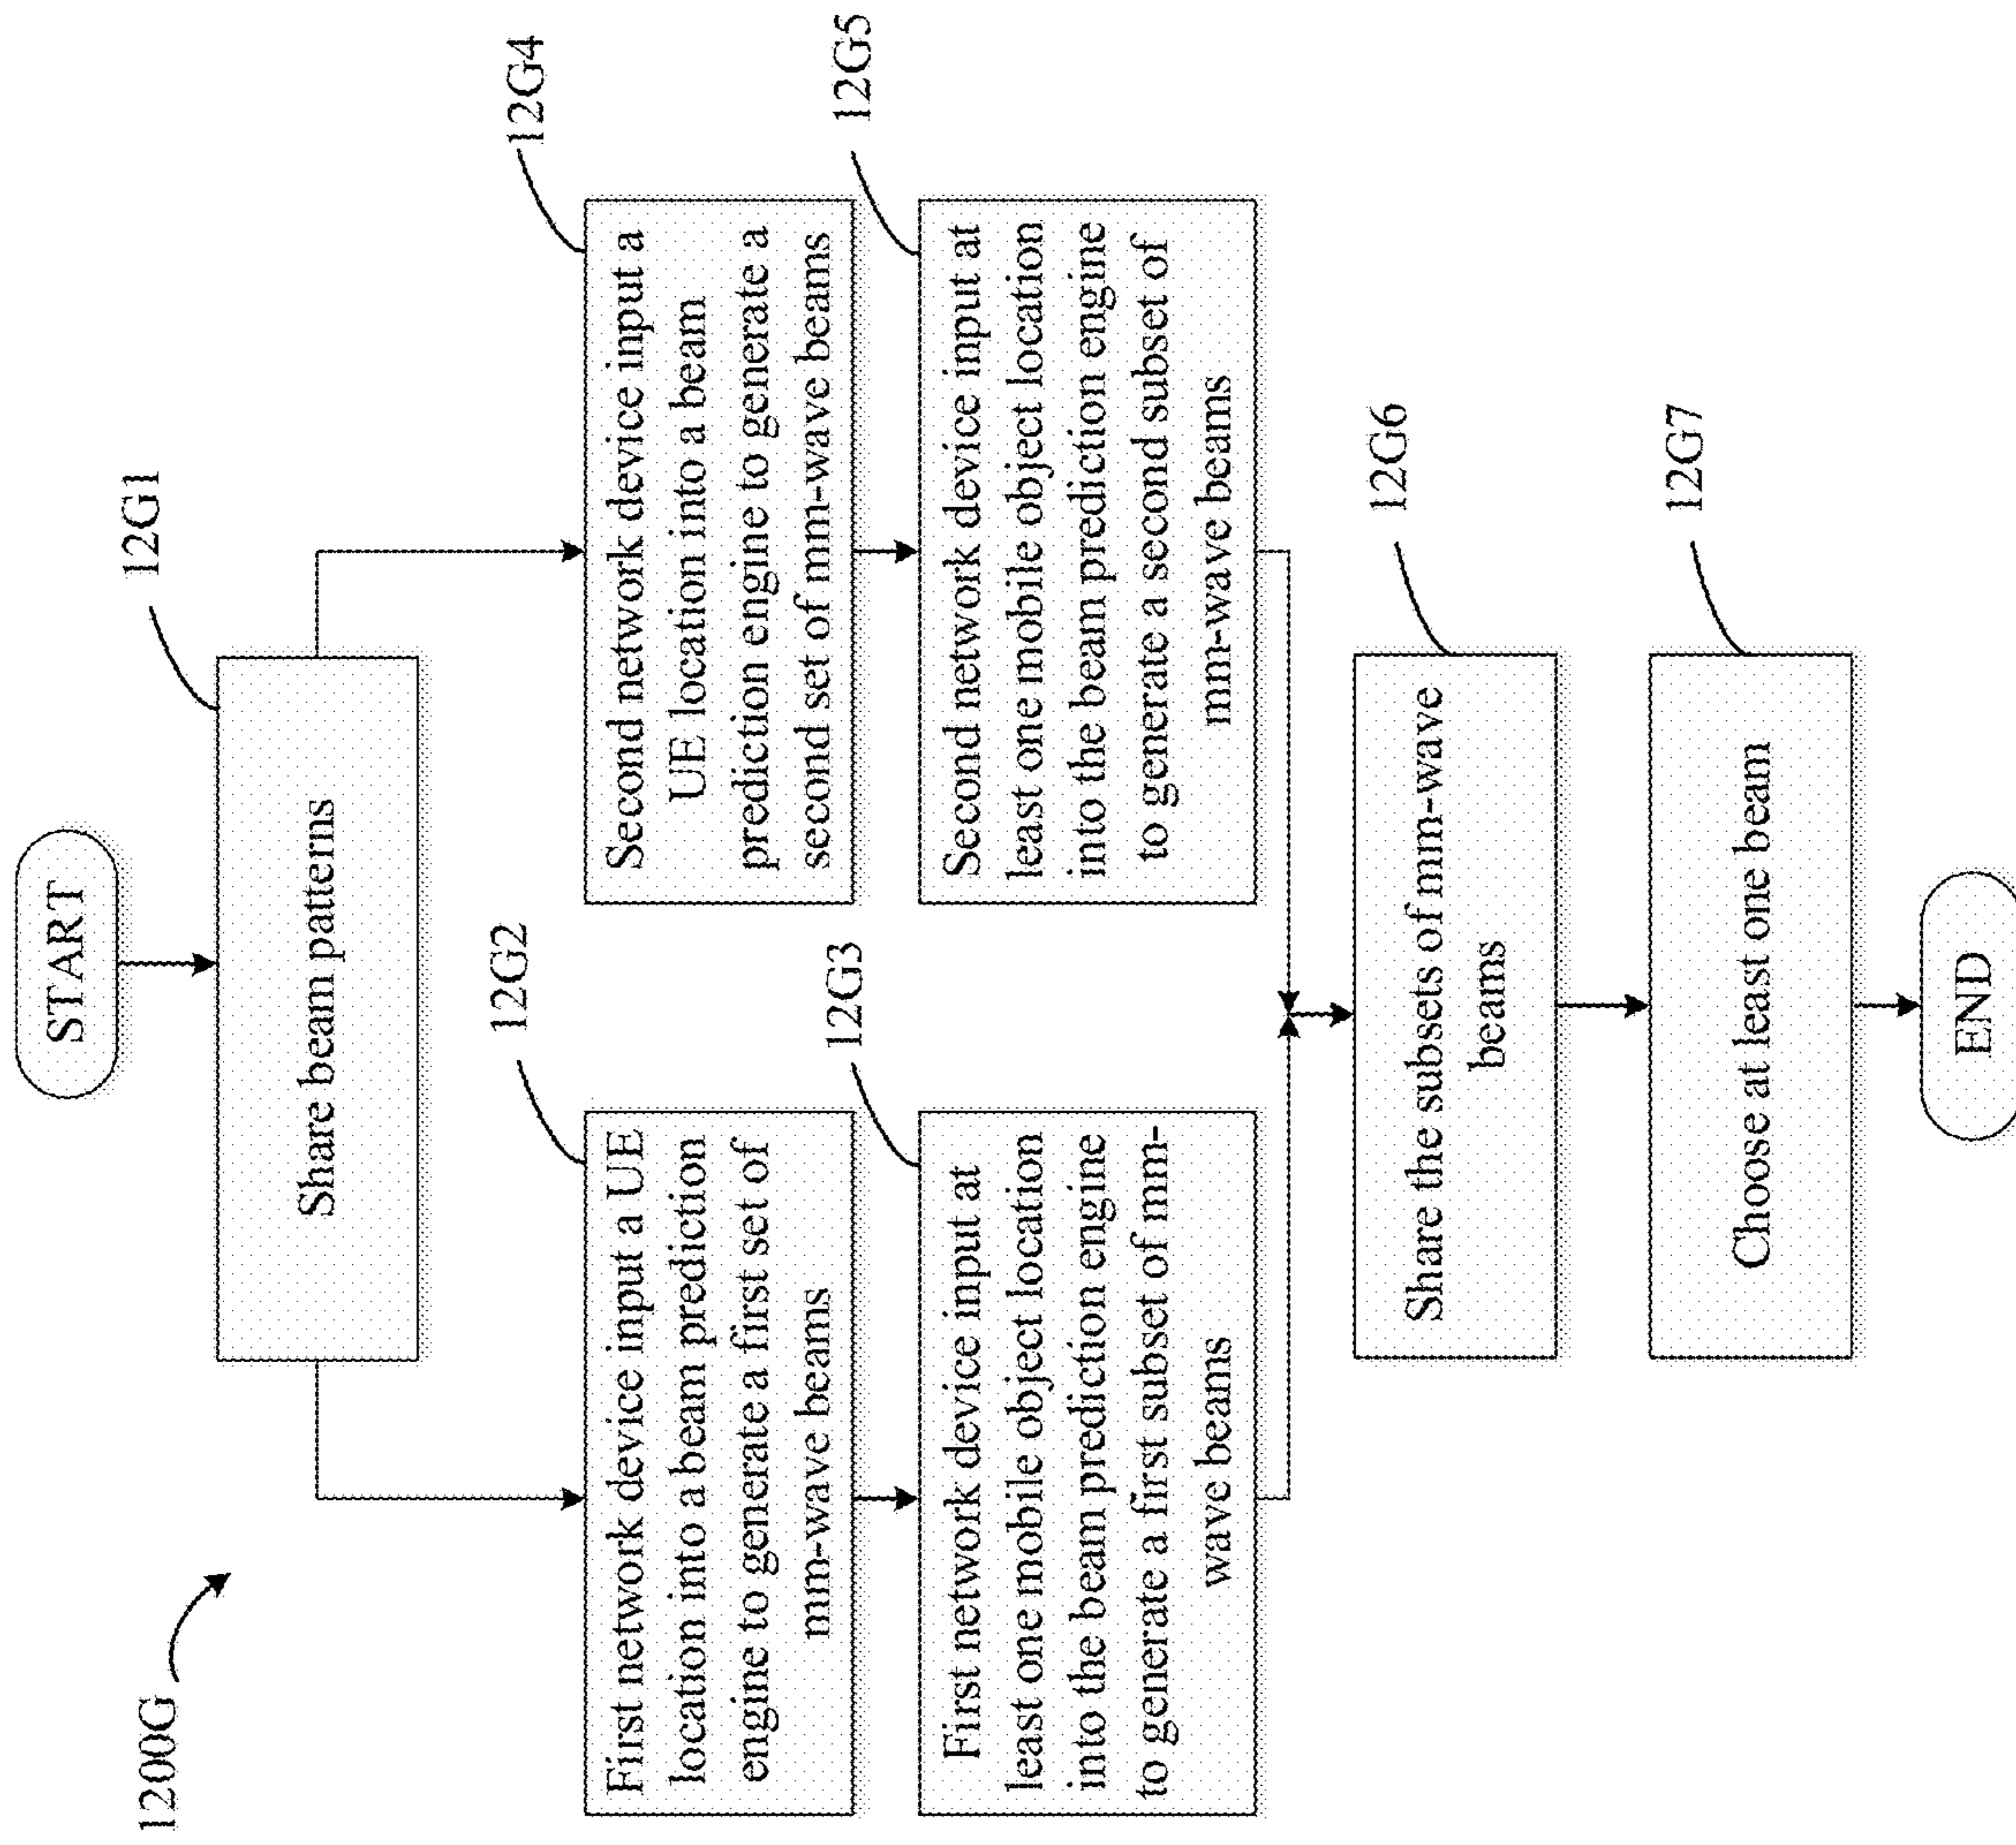 1200G
START
12G1
Share beam patterns
12G2
First network device input a UE
location into a beam prediction
engine to generate a first set of
mm-wave beams
12G3
First network device input at
least one mobile object location
into the beam prediction engine
to generate a first subset of mm-
wave beams
12G4
Second network device input a
UE location into a beam
prediction engine to generate a
second set of mm-wave beams
12G5
Second network device input at
least one mobile object location
into the beam prediction engine
to generate a second subset of
mm-wave beams
12G6
Share the subsets of mm-wave
beams
12G7
Choose at least one beam
END